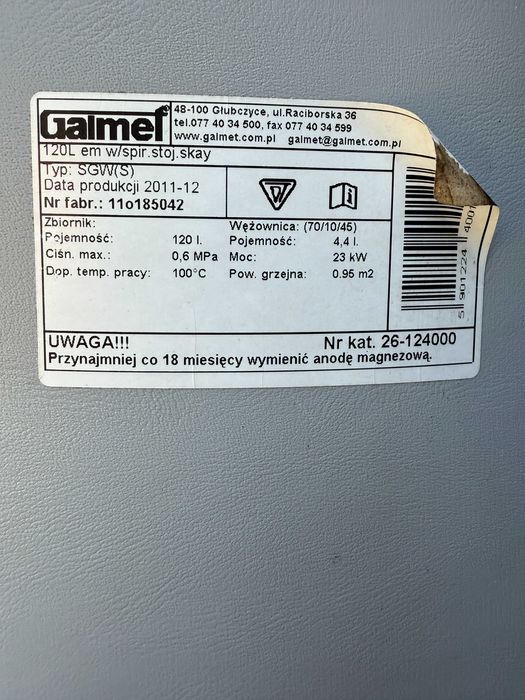 Galmet®
48-100 Głubczyce, ul.Raciborska 36
tel.077 40 34 500, fax 077 40 34 599
www.galmet.com.pl galmet@galmet.com.pl
120L em w/spir.stoj.skay
Typ: SGW(S)
Data produkcji 2011-12
Nr fabr.: 11o185042
Zbiornik: Wężownica: (70/10/45)
Pojemność: 120 l. Pojemność: 4,4 l.
Ciśn. max.: 0,6 MPa Moc: 23 kW
Dop. temp. pracy: 100°C Pow. grzejna: 0.95 m2
5 901224 4001
UWAGA!!! Nr kat. 26-124000
Przynajmniej co 18 miesięcy wymienić anodę magnezową.